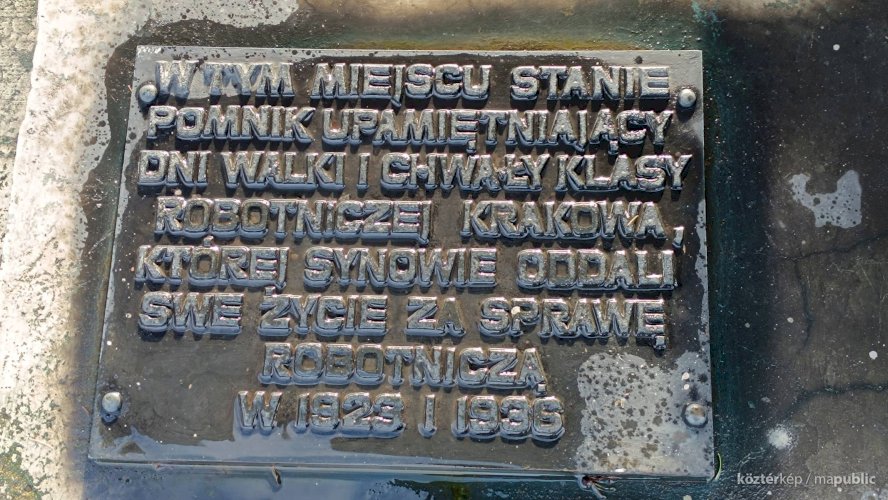 W TYM MIEJSCU STANIE
POMNIK UPAMIĘTNIAJĄCY
DNI WALKI I CHWAŁY KLASY
ROBOTNICZEJ KRAKOWA,
KTÓREJ SYNOWIE ODDALI
SWE ŻYCIE ZA SPRAWĘ
ROBOTNICZĄ
W 1923 I 1936
köztérkép / mapublic